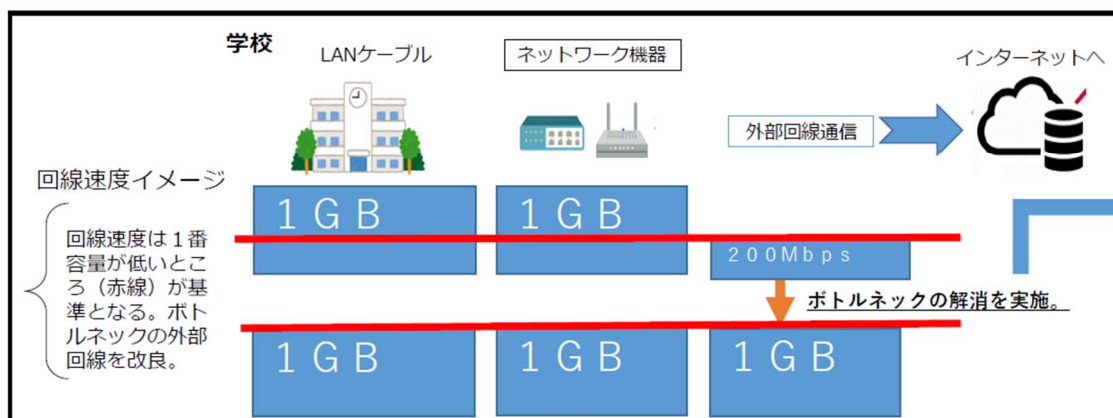 学校
LANケーブル
ネットワーク機器
インターネットへ
外部回線通信
回線速度イメージ
１ＧＢ
１ＧＢ
回線速度は１番
容量が低いとこ
ろ（赤線）が基
準となる。ボト
ルネックの外部
回線を改良。
２００Mbps
ボトルネックの解消を実施。
１ＧＢ
１ＧＢ
１ＧＢ